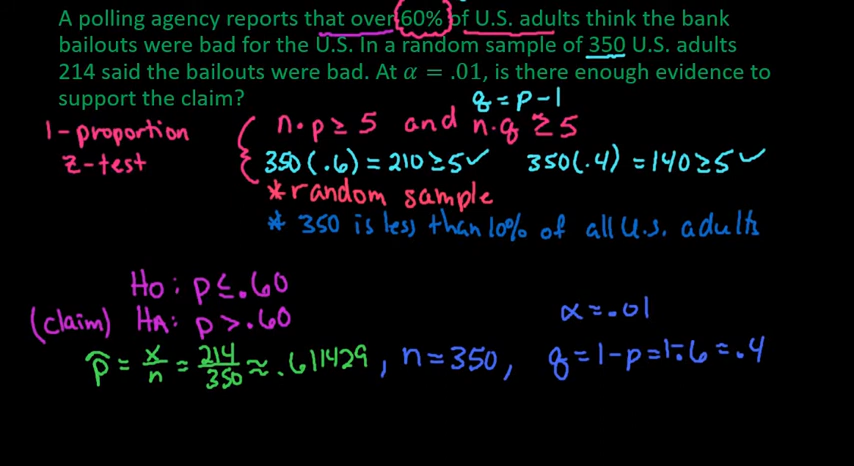 A polling agency reports that over 60% of U.S. adults think the bank
bailouts were bad for the U.S. In a random sample of 350 U.S. adults
214 said the bailouts were bad. At α = .01, is there enough evidence to
support the claim?
q = p - 1
1-proportion
z-test
n·p ≥ 5 and n·q ≥ 5
350(.6) = 210 ≥ 5 ✓ 350(.4) = 140 ≥ 5 ✓
* random sample
* 350 is less than 10% of all U.S. adults
Ho: p ≤ .60
(claim) HA: p > .60
α = .01
p̂ = x/n = 214/350 ≈ .611429, n = 350, q = 1-p = 1-.6 = .4